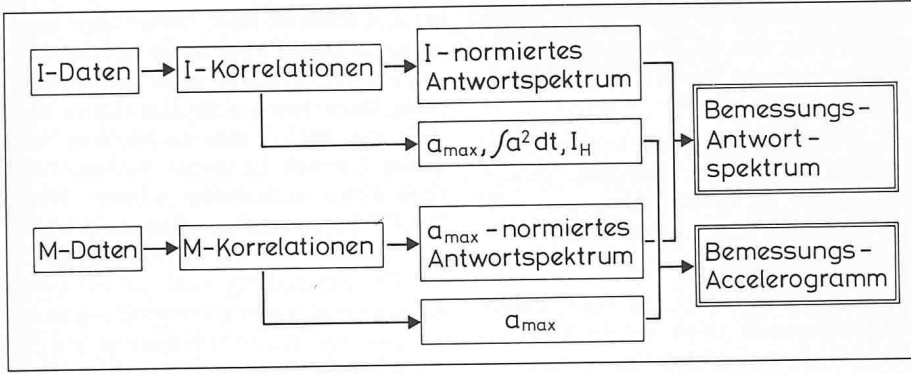 I-Daten
I-Korrelationen
I-normiertes
Antwortspektrum
a_max, ∫a² dt, I_H
Bemessungs-
Antwort-
spektrum
M-Daten
M-Korrelationen
a_max-normiertes
Antwortspektrum
a_max
Bemessungs-
Accelerogramm